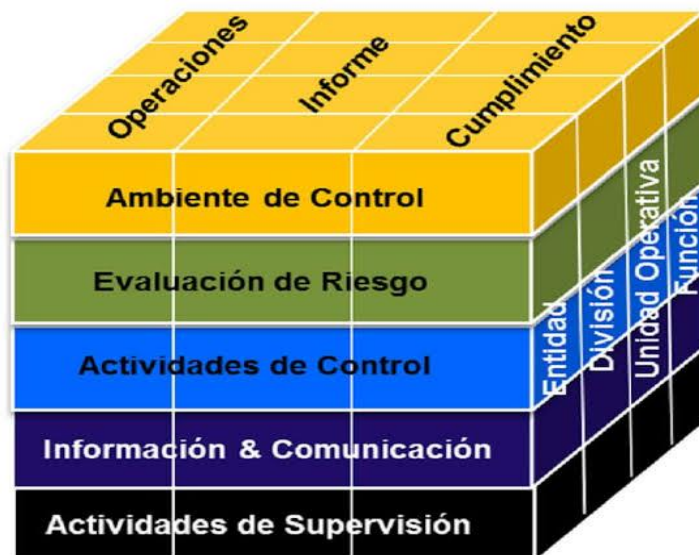 Operaciones
Informe
Cumplimiento
Ambiente de Control
Evaluación de Riesgo
Actividades de Control
Información & Comunicación
Actividades de Supervisión
Entidad
División
Unidad Operativa
Función